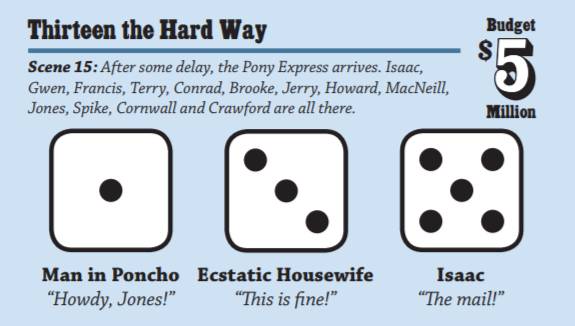 Thirteen the Hard Way
Budget
$5
Million
Scene 15: After some delay, the Pony Express arrives. Isaac,
Gwen, Francis, Terry, Conrad, Brooke, Jerry, Howard, MacNeill,
Jones, Spike, Cornwall and Crawford are all there.
Man in Poncho
“Howdy, Jones!”
Ecstatic Housewife
“This is fine!”
Isaac
“The mail!”